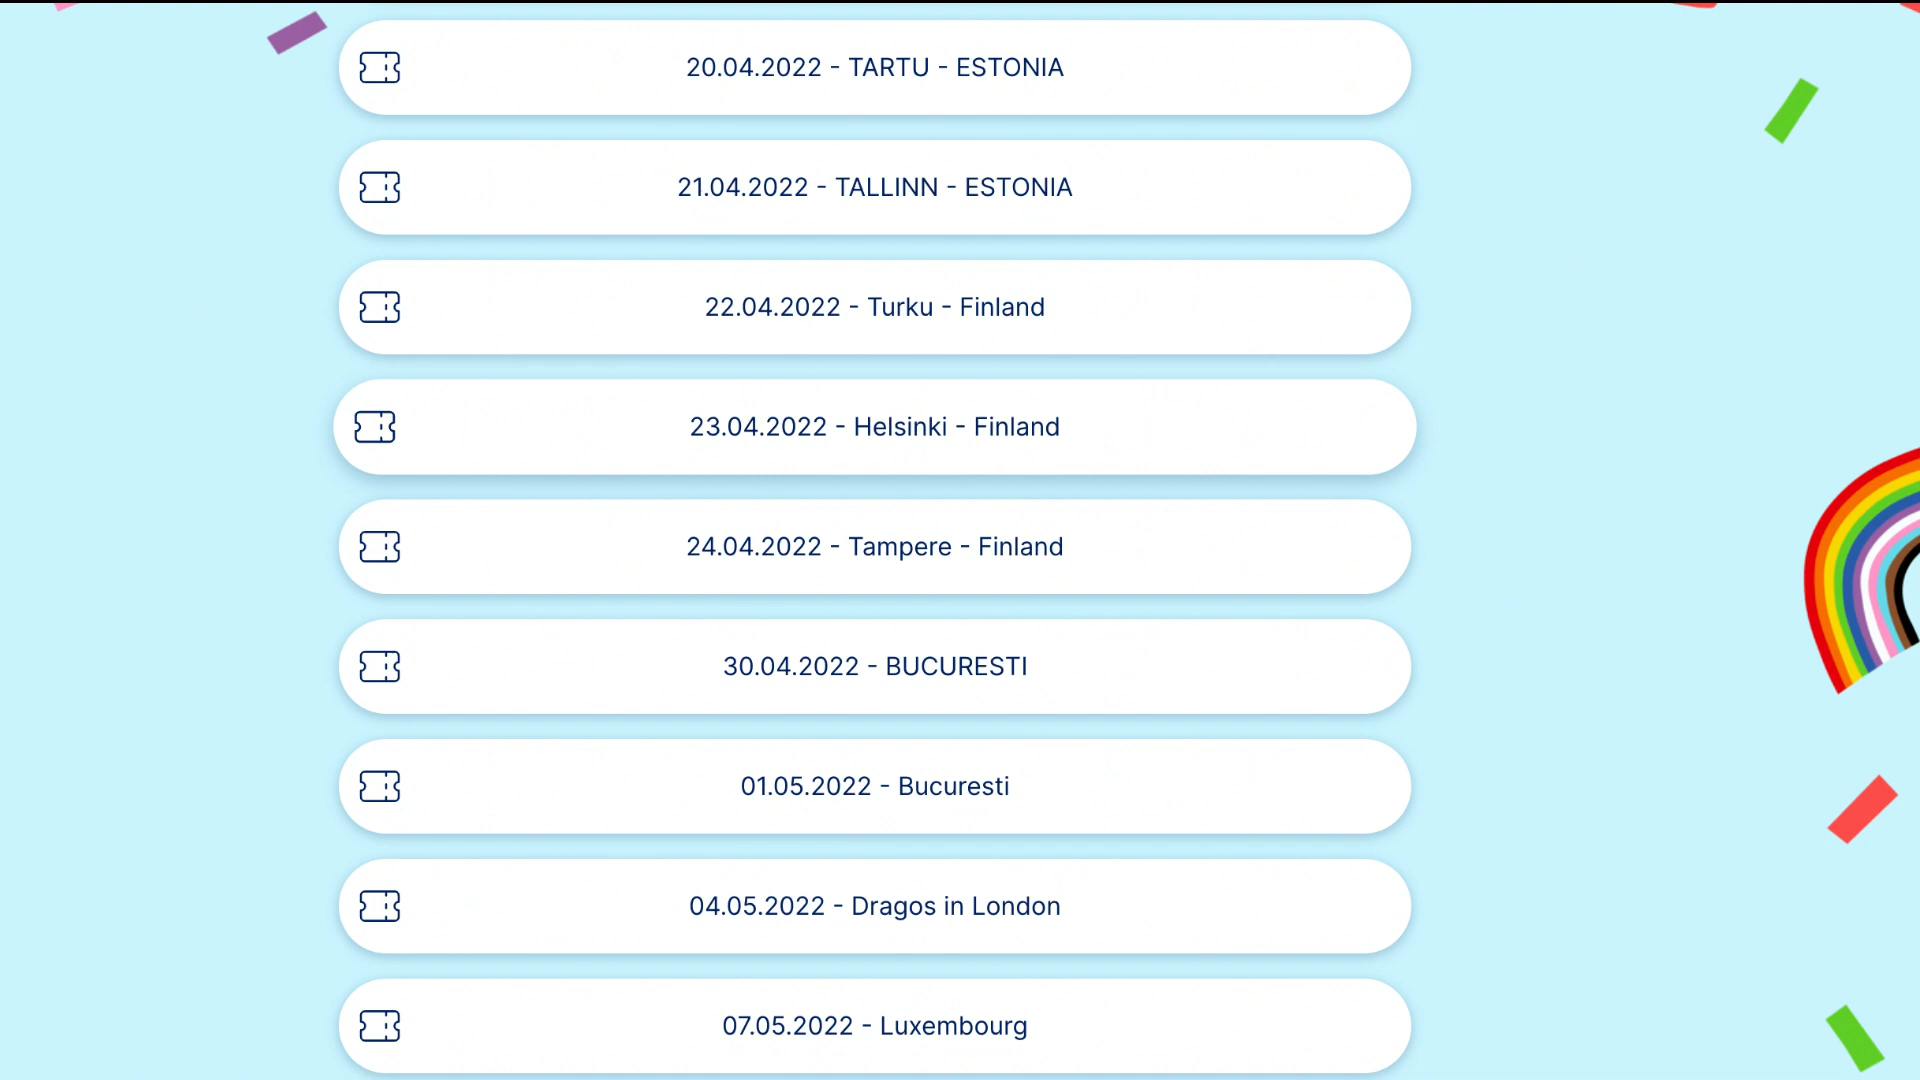 20.04.2022 - TARTU - ESTONIA
21.04.2022 - TALLINN - ESTONIA
22.04.2022 - Turku - Finland
23.04.2022 - Helsinki - Finland
24.04.2022 - Tampere - Finland
30.04.2022 - BUCURESTI
01.05.2022 - Bucuresti
04.05.2022 - Dragos in London
07.05.2022 - Luxembourg